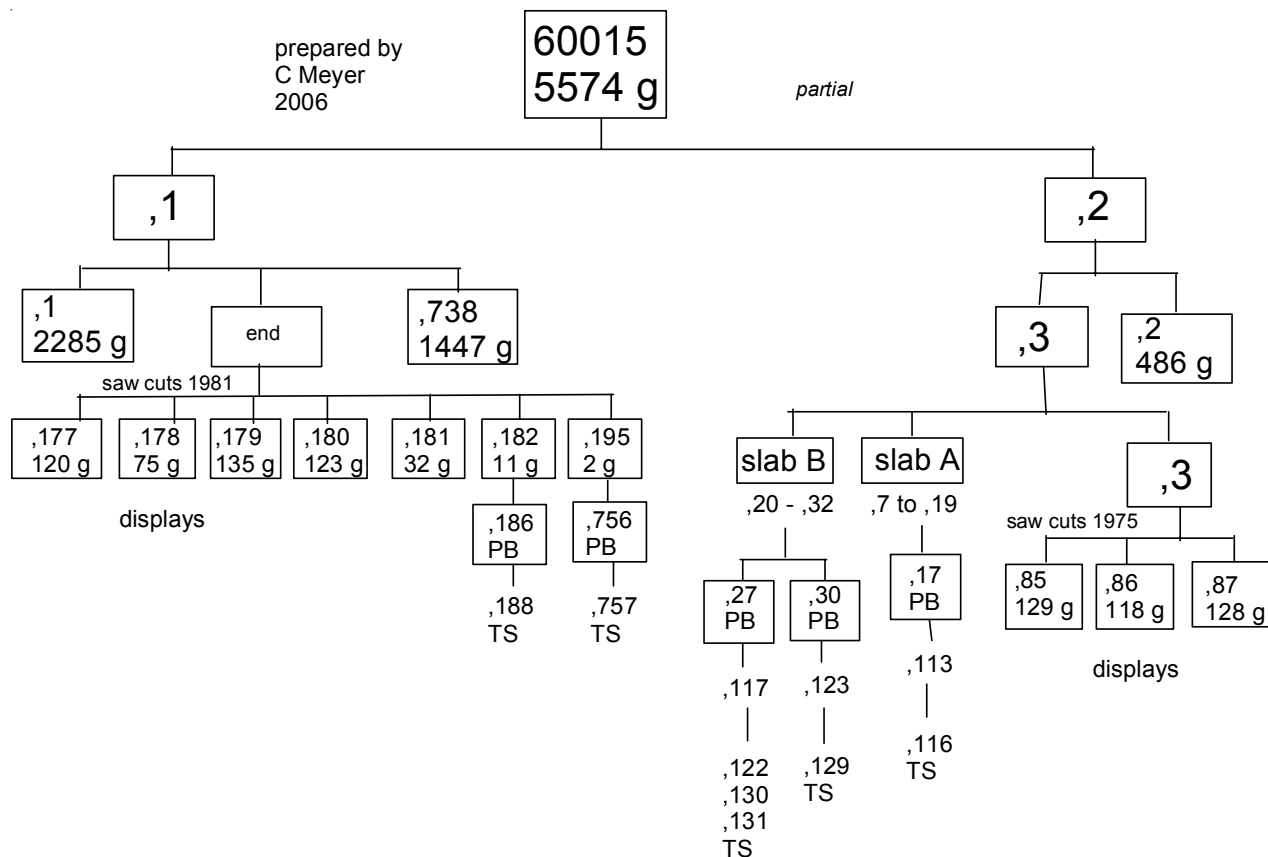 prepared by
C Meyer
2006
60015
5574 g
partial
,1
,2
,1
2285 g
end
,738
1447 g
,3
,2
486 g
saw cuts 1981
,177
120 g
,178
75 g
,179
135 g
,180
123 g
,181
32 g
,182
11 g
,195
2 g
displays
,186
PB
,756
PB
,188
TS
,757
TS
slab B
slab A
,20 - ,32
,7 to ,19
,3
saw cuts 1975
,27
PB
,30
PB
,17
PB
,85
129 g
,86
118 g
,87
128 g
displays
,117
,123
,113
,122
,130
,131
TS
,129
TS
,116
TS